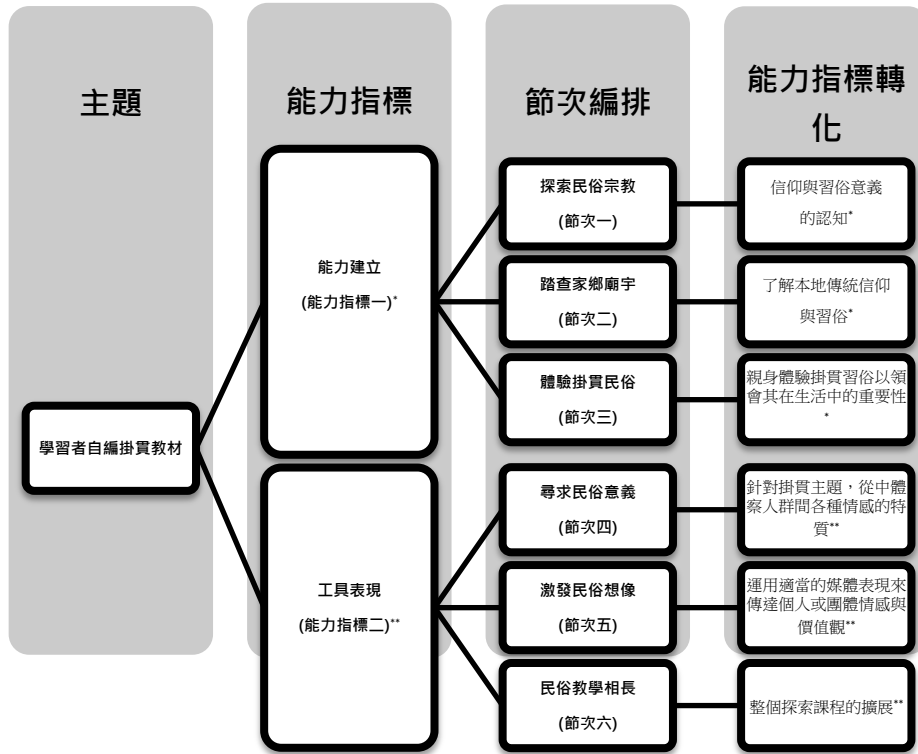 主題
能力指標
節次編排
能力指標轉
化
學習者自編掛貫教材
能力建立
(能力指標一)*
探索民俗宗教
(節次一)
信仰與習俗意義
的認知*
踏查家鄉廟宇
(節次二)
了解本地傳統信仰
與習俗*
體驗掛貫民俗
(節次三)
親身體驗掛貫習俗以領
會其在生活中的重要性
*
工具表現
(能力指標二)**
尋求民俗意義
(節次四)
針對掛貫主題，從中體
察人群間各種情感的特
質**
激發民俗想像
(節次五)
運用適當的媒體表現來
傳達個人或團體情感與
價值觀**
民俗教學相長
(節次六)
整個探索課程的擴展**